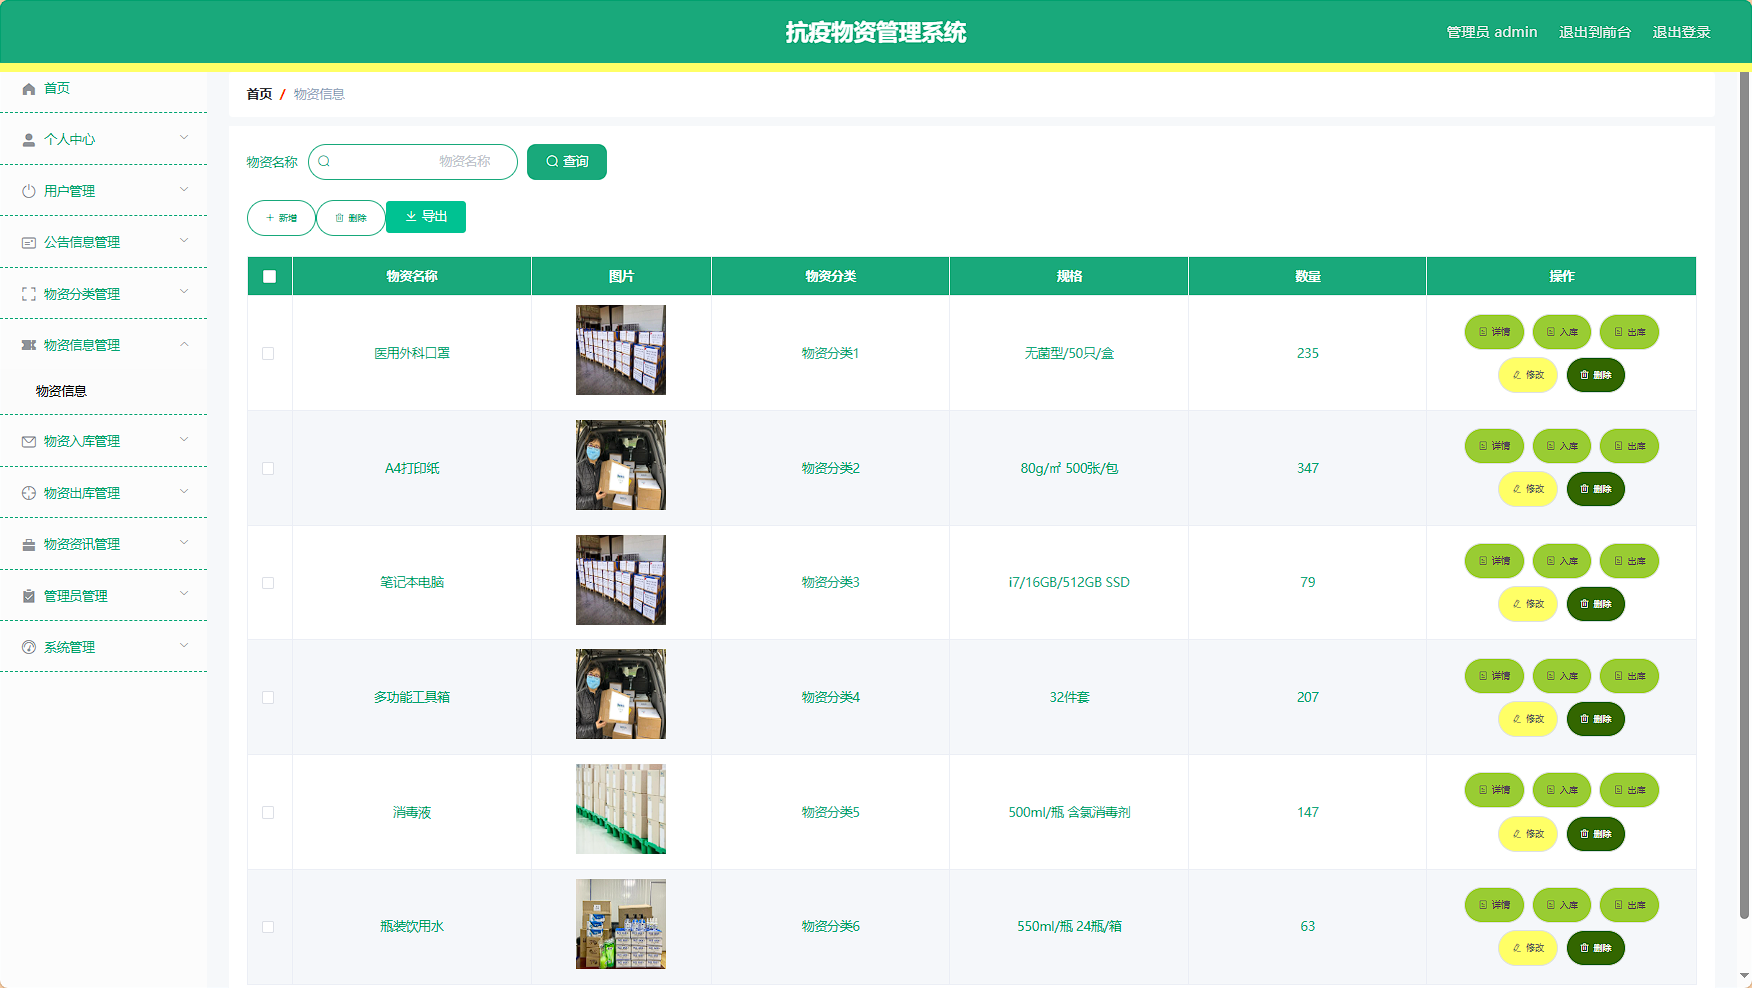 抗疫物资管理系统
管理员 admin 退出到前台 退出登录
首页
个人中心
用户管理
公告信息管理
物资分类管理
物资信息管理
物资信息
物资入库管理
物资出库管理
物资资讯管理
管理员管理
系统管理
首页 / 物资信息
物资名称 物资名称 查询
新增 删除 导出
物资名称 图片 物资分类 规格 数量 操作
医用外科口罩 物资分类1 无菌型/50只/盒 235 详情 入库 出库
修改 删除
A4打印纸 物资分类2 80g/㎡ 500张/包 347 详情 入库 出库
修改 删除
笔记本电脑 物资分类3 i7/16GB/512GB SSD 79 详情 入库 出库
修改 删除
多功能工具箱 物资分类4 32件套 207 详情 入库 出库
修改 删除
消毒液 物资分类5 500ml/瓶 含氯消毒剂 147 详情 入库 出库
修改 删除
瓶装饮用水 物资分类6 550ml/瓶 24瓶/箱 63 详情 入库 出库
修改 删除